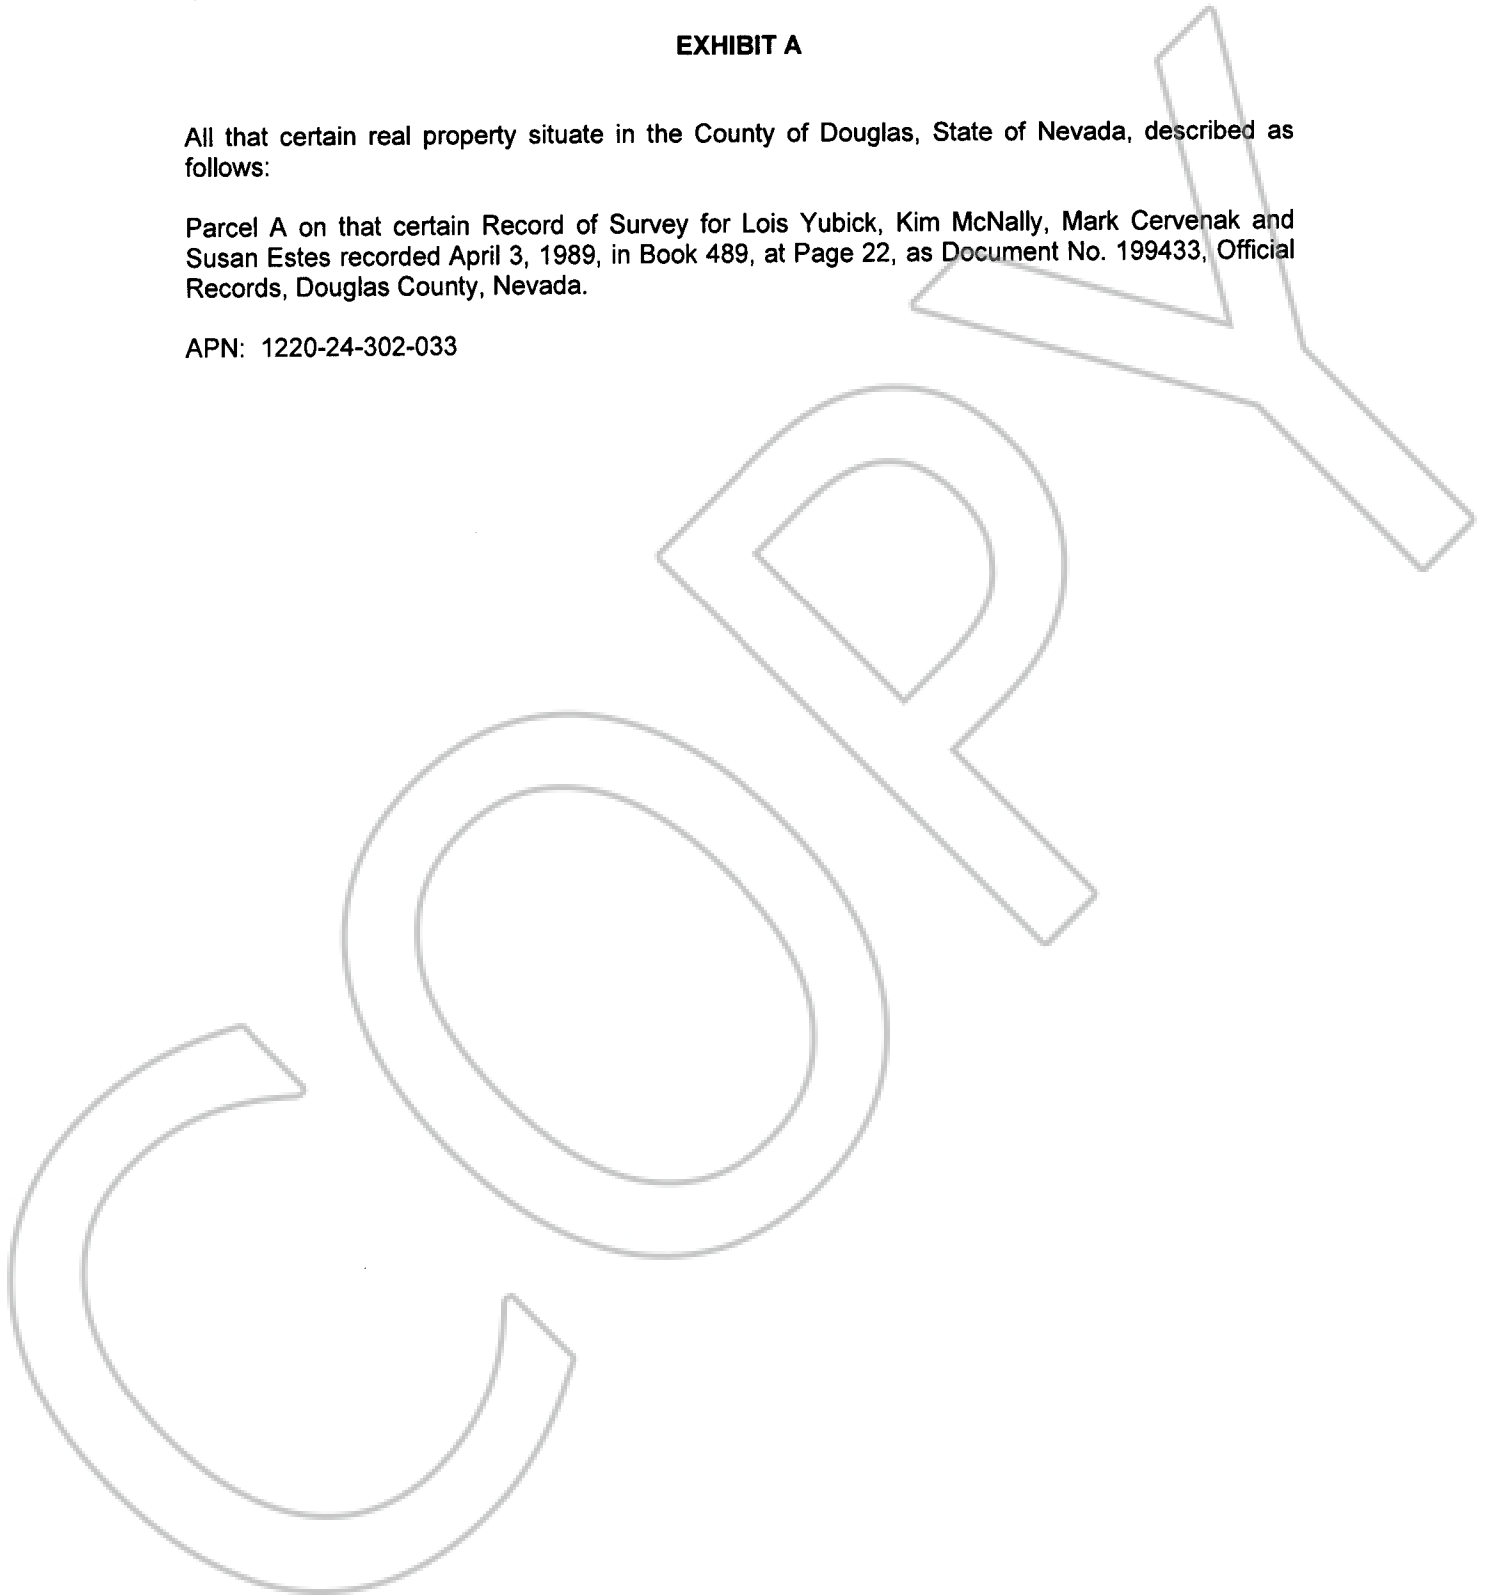 EXHIBIT A
All that certain real property situate in the County of Douglas, State of Nevada, described as
follows:
Parcel A on that certain Record of Survey for Lois Yubick, Kim McNally, Mark Cervenak and
Susan Estes recorded April 3, 1989, in Book 489, at Page 22, as Document No. 199433, Official
Records, Douglas County, Nevada.
APN: 1220-24-302-033
COPY